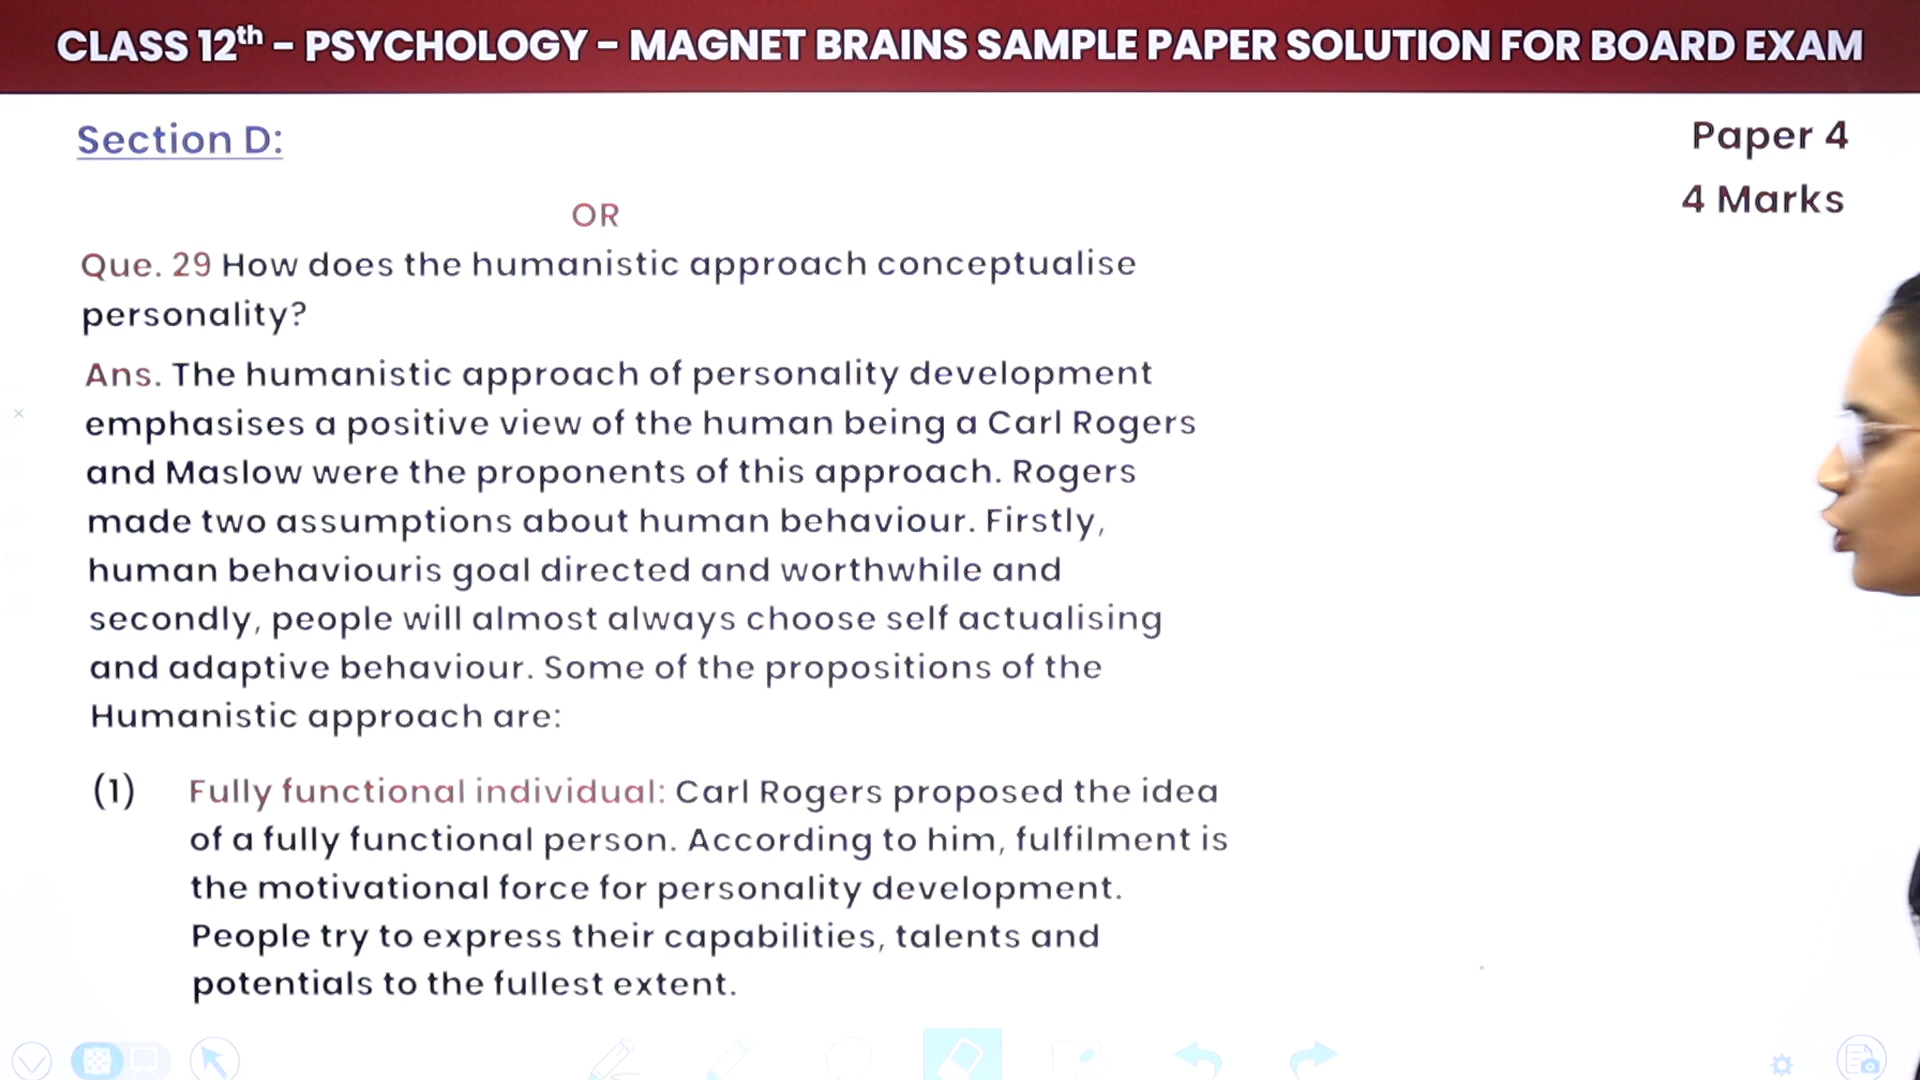 CLASS 12th – PSYCHOLOGY – MAGNET BRAINS SAMPLE PAPER SOLUTION FOR BOARD EXAM
Section D:
Paper 4
4 Marks
OR
Que. 29 How does the humanistic approach conceptualise
personality?
Ans. The humanistic approach of personality development
emphasises a positive view of the human being a Carl Rogers
and Maslow were the proponents of this approach. Rogers
made two assumptions about human behaviour. Firstly,
human behaviouris goal directed and worthwhile and
secondly, people will almost always choose self actualising
and adaptive behaviour. Some of the propositions of the
Humanistic approach are:
(1) Fully functional individual: Carl Rogers proposed the idea
of a fully functional person. According to him, fulfilment is
the motivational force for personality development.
People try to express their capabilities, talents and
potentials to the fullest extent.